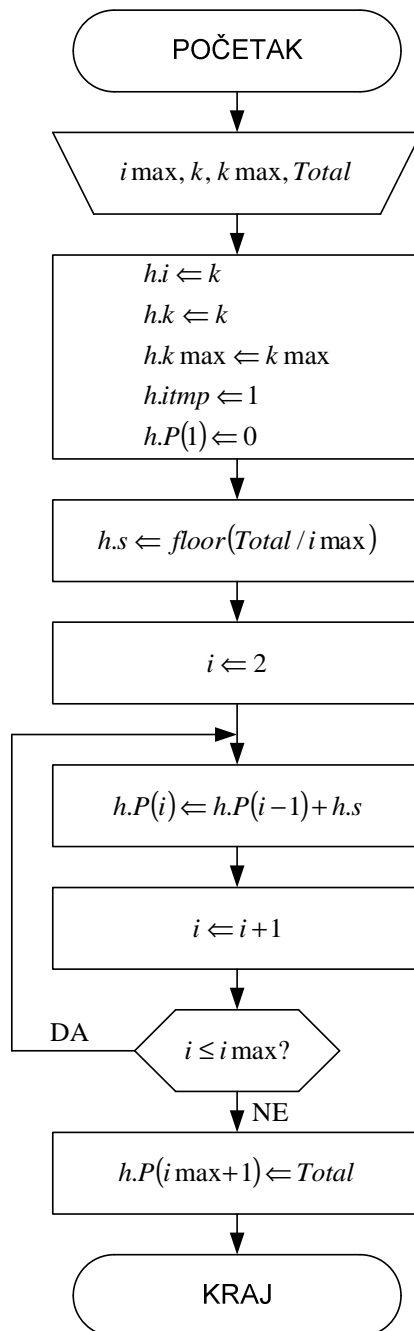 POČETAK
i max, k, k max, Total
h.i ⇐ k
h.k ⇐ k
h.k max ⇐ k max
h.itmp ⇐ 1
h.P(1) ⇐ 0
h.s ⇐ floor(Total / i max)
i ⇐ 2
h.P(i) ⇐ h.P(i−1) + h.s
i ⇐ i+1
DA
i ≤ i max?
NE
h.P(i max+1) ⇐ Total
KRAJ